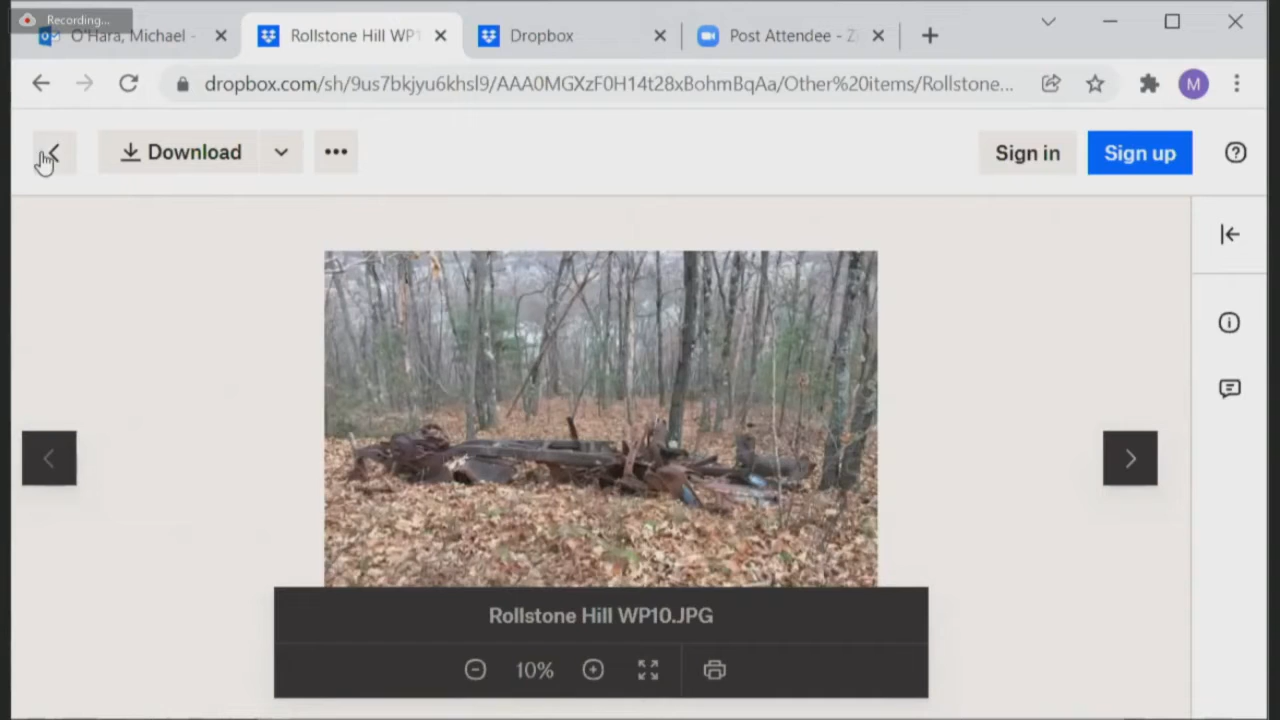 Recording...
O'Hara, Michael -
Rollstone Hill WP1
Dropbox
Post Attendee - Z
dropbox.com/sh/9us7bkjyu6khsl9/AAA0MGXzF0H14t28xBohmBqAa/Other%20items/Rollstone...
M
Download
Sign in
Sign up
Rollstone Hill WP10.JPG
10%